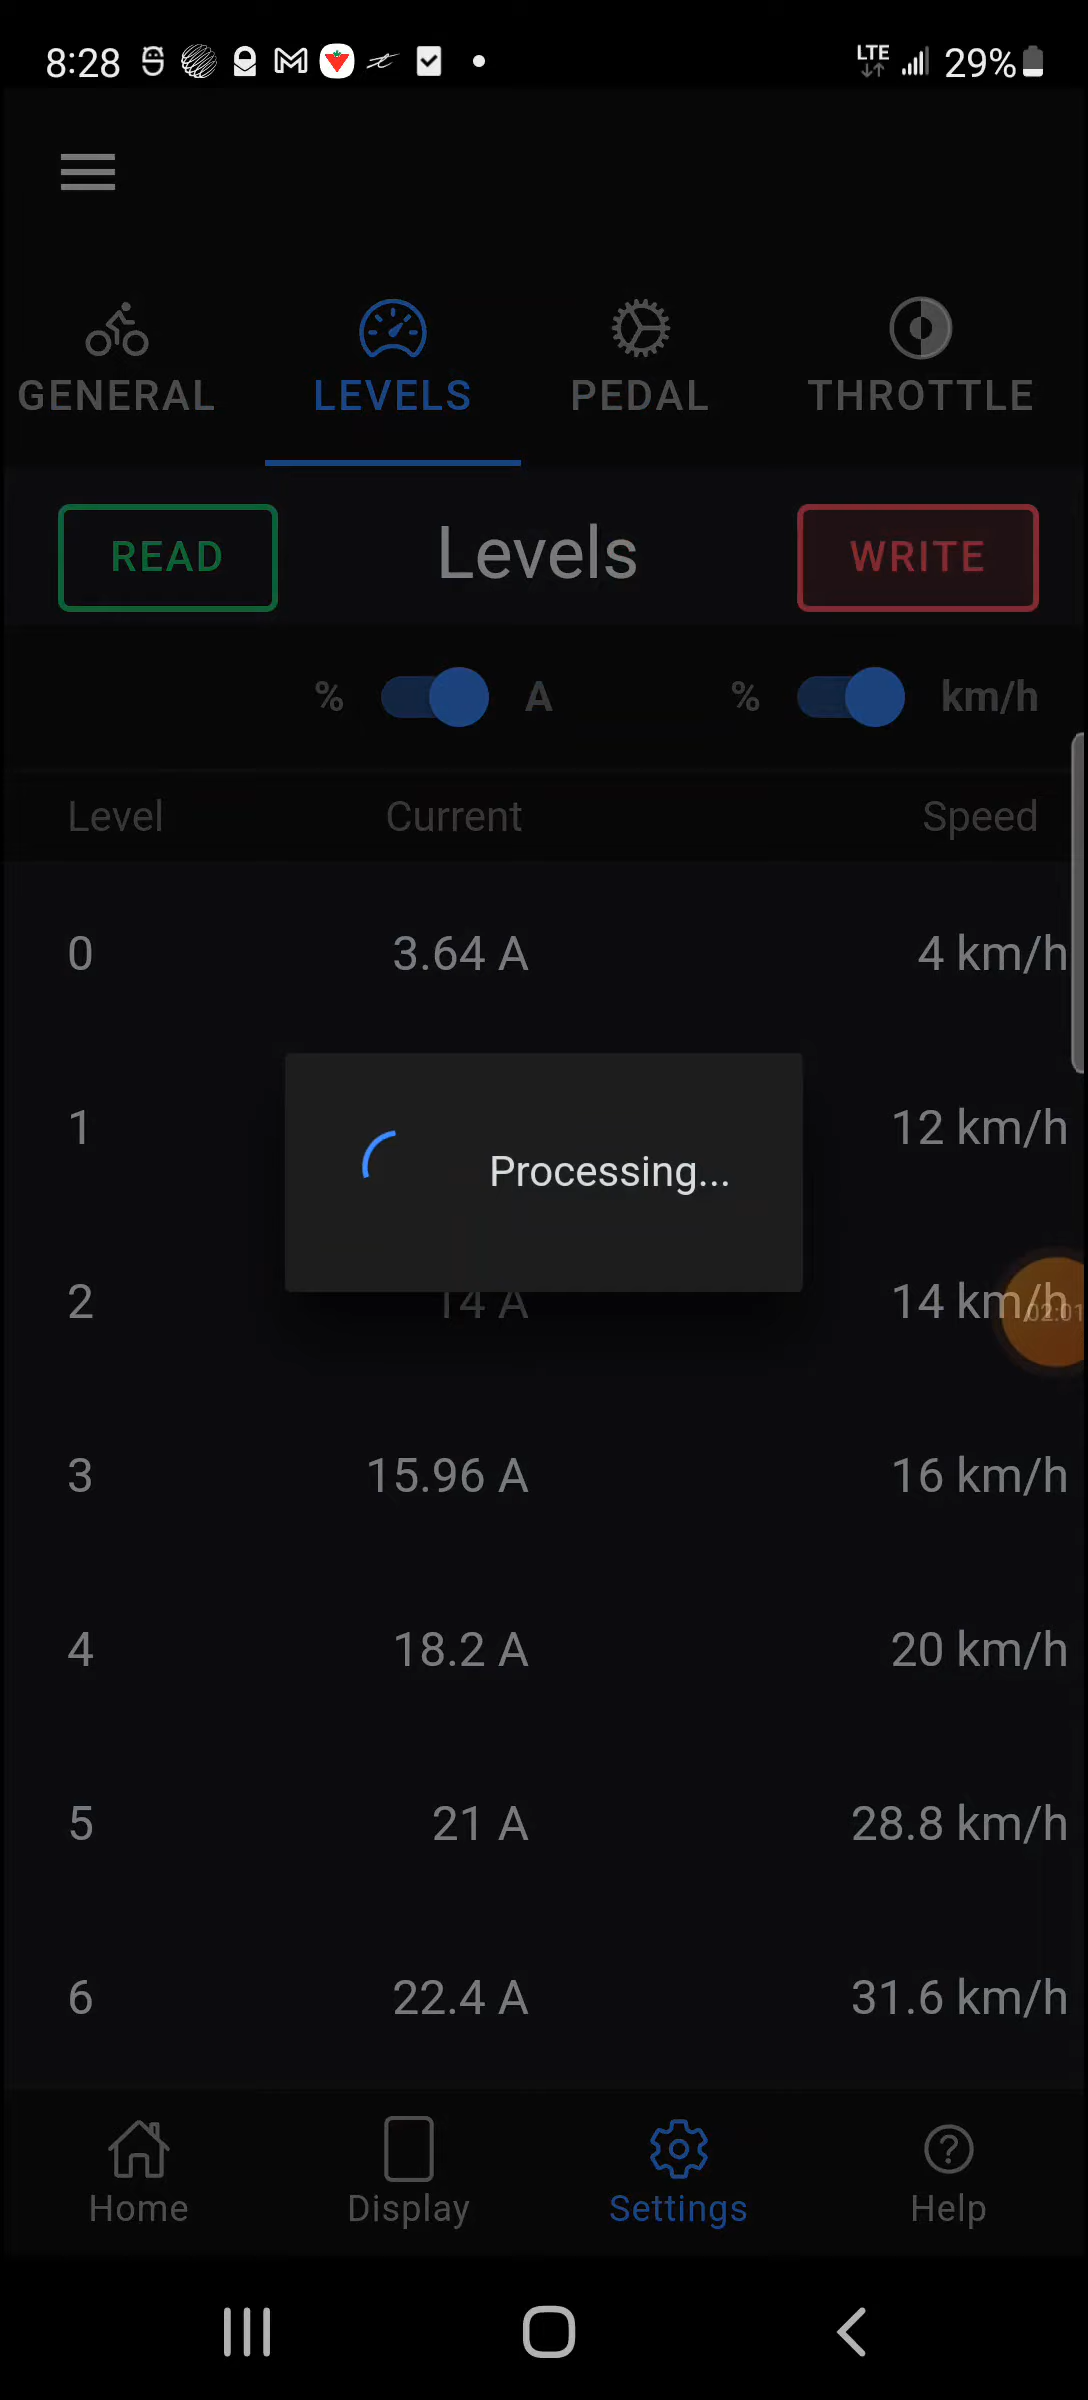 8:28 LTE 29%
GENERAL LEVELS PEDAL THROTTLE
READ Levels WRITE
% A % km/h
Level Current Speed
0 3.64 A 4 km/h
1 12 km/h
Processing...
2 14 A 14 km/h
02:01
3 15.96 A 16 km/h
4 18.2 A 20 km/h
5 21 A 28.8 km/h
6 22.4 A 31.6 km/h
Home Display Settings Help